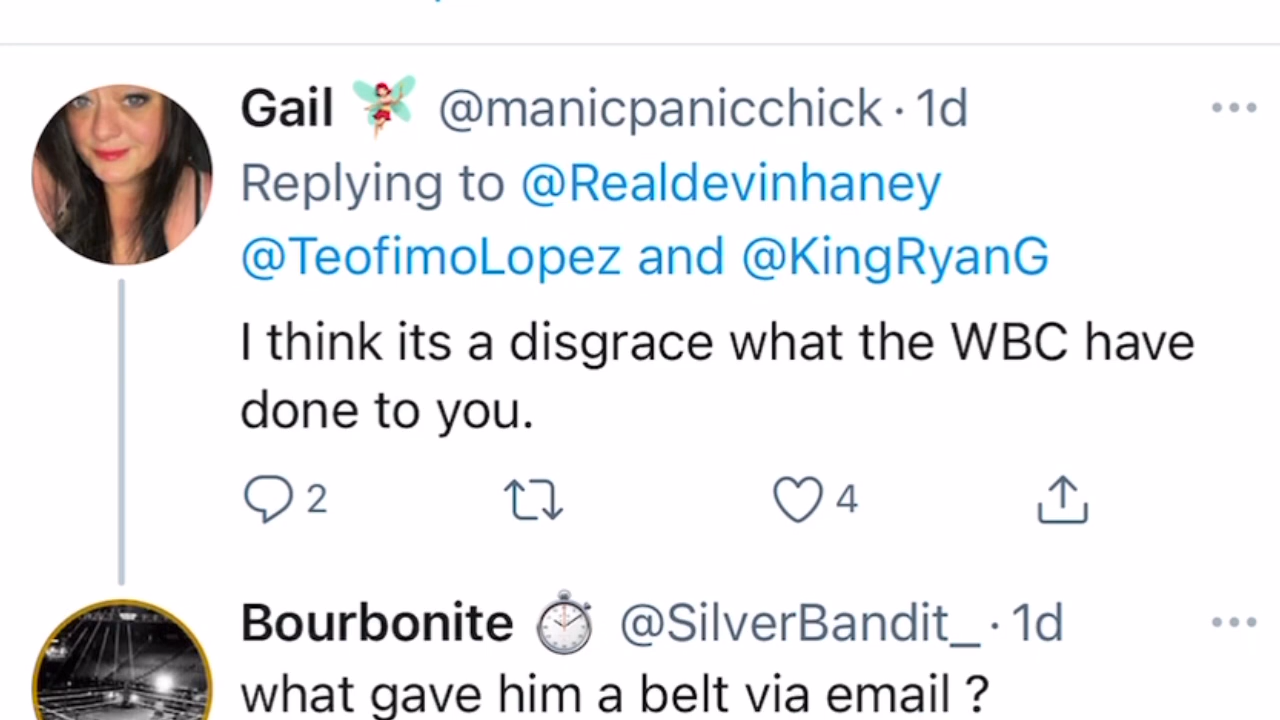 Gail 🧚🏻‍♀️ @manicpanicchick · 1d
Replying to @Realdevinhaney
@TeofimoLopez and @KingRyanG
I think its a disgrace what the WBC have
done to you.
2 4
Bourbonite ⏱️ @SilverBandit_ · 1d
what gave him a belt via email ?